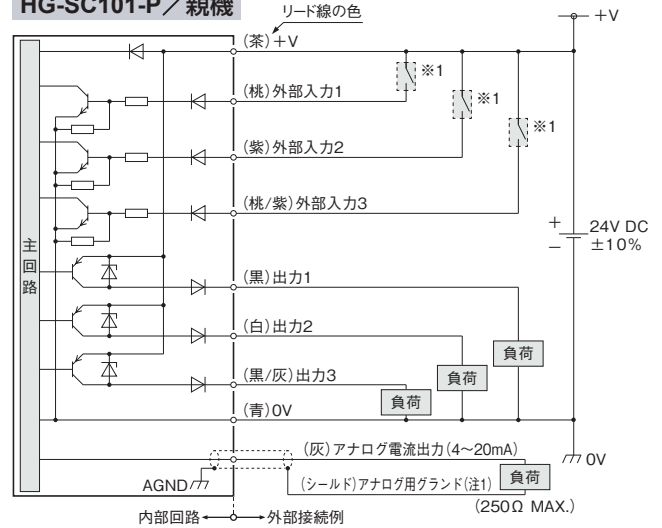 HG-SC101-P／親機
リード線の色
＋V
(茶)＋V
※1
(桃)外部入力1
※1
(紫)外部入力2
※1
(桃/紫)外部入力3
主回路
＋
－
24V DC
±10%
(黒)出力1
(白)出力2
負荷
負荷
(黒/灰)出力3
負荷
(青)0V
0V
(灰)アナログ電流出力(4～20mA)
負荷
AGND
(シールド)アナログ用グランド(注1)
(250Ω MAX.)
内部回路
外部接続例